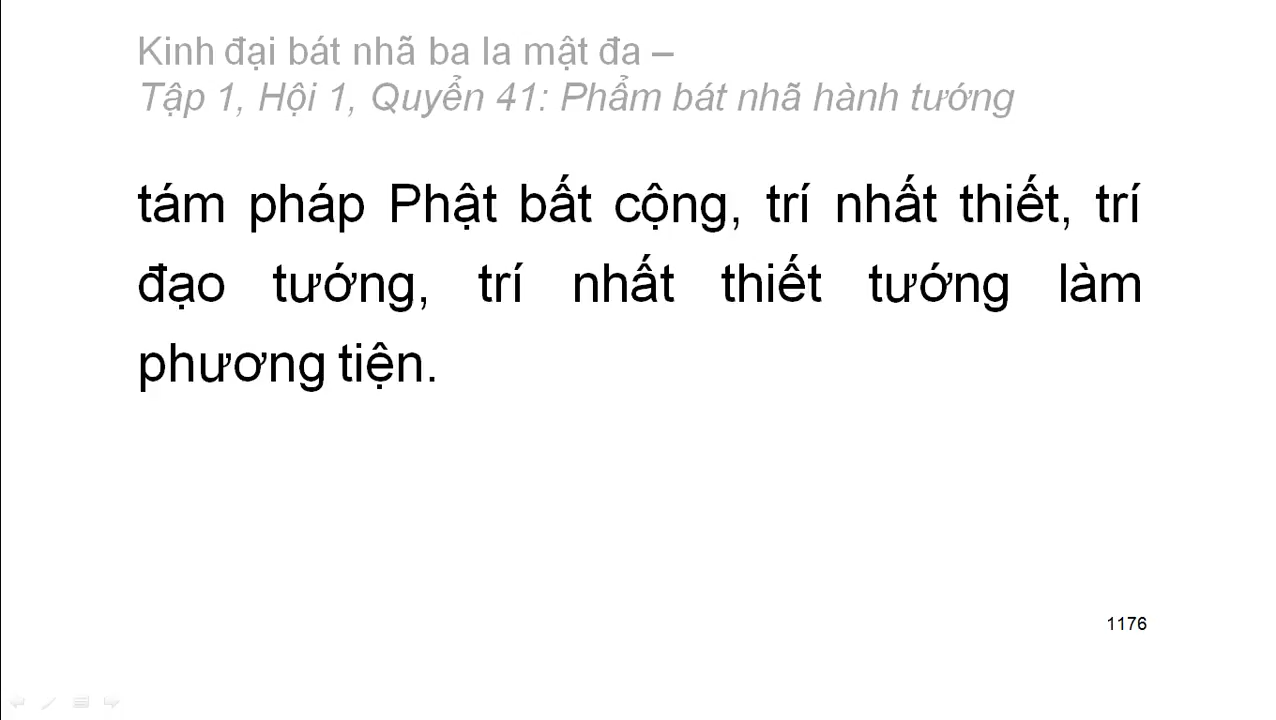 Kinh đại bát nhã ba la mật đa –
Tập 1, Hội 1, Quyển 41: Phẩm bát nhã hành tướng
tám pháp Phật bất cộng, trí nhất thiết, trí
đạo tướng, trí nhất thiết tướng làm
phương tiện.
1176